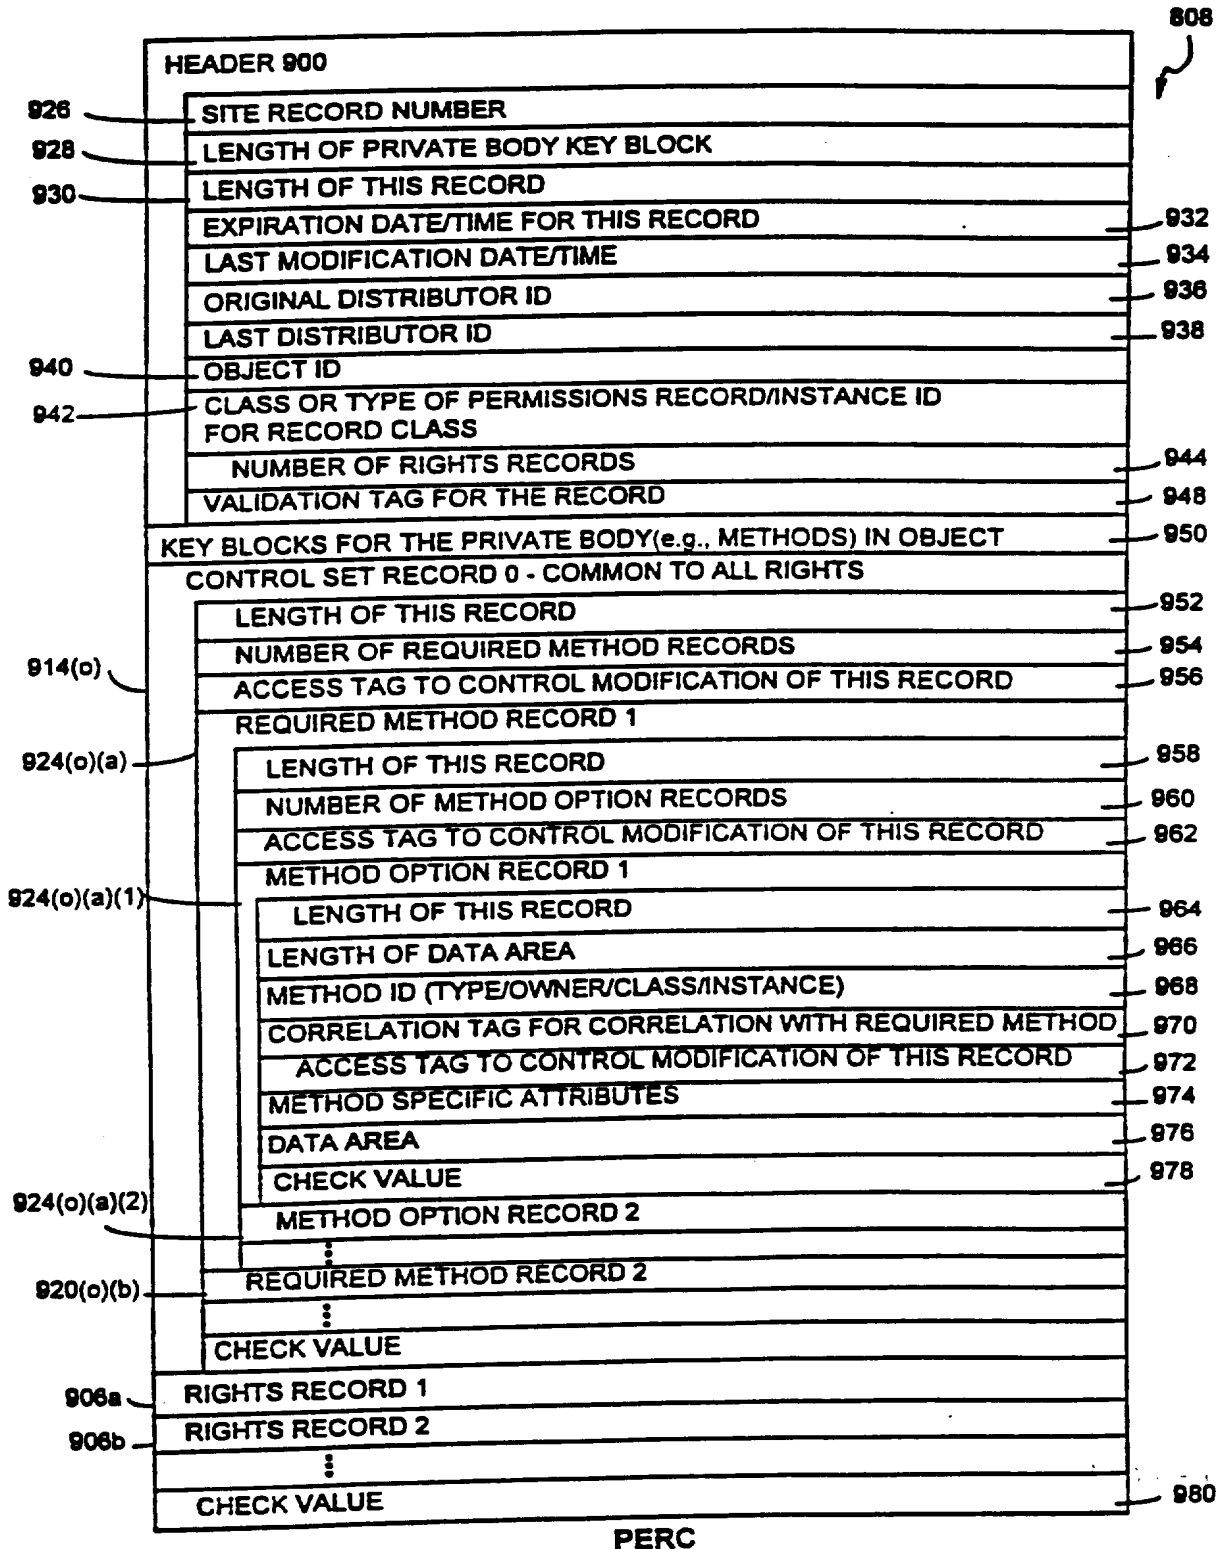 808
HEADER 900
926 SITE RECORD NUMBER
928 LENGTH OF PRIVATE BODY KEY BLOCK
930 LENGTH OF THIS RECORD
EXPIRATION DATE/TIME FOR THIS RECORD 932
LAST MODIFICATION DATE/TIME 934
ORIGINAL DISTRIBUTOR ID 936
LAST DISTRIBUTOR ID 938
940 OBJECT ID
942 CLASS OR TYPE OF PERMISSIONS RECORD/INSTANCE ID
FOR RECORD CLASS
NUMBER OF RIGHTS RECORDS 944
VALIDATION TAG FOR THE RECORD 948
KEY BLOCKS FOR THE PRIVATE BODY(e.g., METHODS) IN OBJECT 950
CONTROL SET RECORD 0 - COMMON TO ALL RIGHTS
LENGTH OF THIS RECORD 952
NUMBER OF REQUIRED METHOD RECORDS 954
914(o) ACCESS TAG TO CONTROL MODIFICATION OF THIS RECORD 956
REQUIRED METHOD RECORD 1
924(o)(a) LENGTH OF THIS RECORD 958
NUMBER OF METHOD OPTION RECORDS 960
ACCESS TAG TO CONTROL MODIFICATION OF THIS RECORD 962
METHOD OPTION RECORD 1
924(o)(a)(1) LENGTH OF THIS RECORD 964
LENGTH OF DATA AREA 966
METHOD ID (TYPE/OWNER/CLASS/INSTANCE) 968
CORRELATION TAG FOR CORRELATION WITH REQUIRED METHOD 970
ACCESS TAG TO CONTROL MODIFICATION OF THIS RECORD 972
METHOD SPECIFIC ATTRIBUTES 974
DATA AREA 976
CHECK VALUE 978
924(o)(a)(2) METHOD OPTION RECORD 2
920(o)(b) REQUIRED METHOD RECORD 2
CHECK VALUE
906a RIGHTS RECORD 1
906b RIGHTS RECORD 2
CHECK VALUE 980
PERC